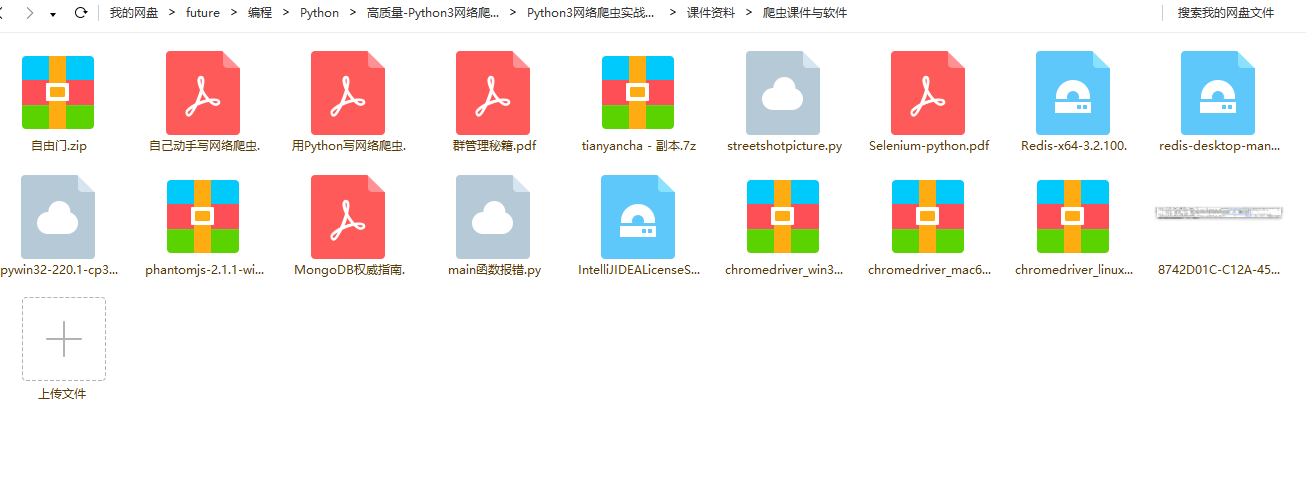 我的网盘 > future > 编程 > Python > 高质量-Python3网络爬... > Python3网络爬虫实战... > 课件资料 > 爬虫课件与软件 搜索我的网盘文件
自由门.zip 自己动手写网络爬虫. 用Python写网络爬虫. 群管理秘籍.pdf tianyancha - 副本.7z streetshotpicture.py Selenium-python.pdf Redis-x64-3.2.100. redis-desktop-man...
pywin32-220.1-cp3... phantomjs-2.1.1-wi... MongoDB权威指南. main函数报错.py IntelliJIDEALicenseS... chromedriver_win3... chromedriver_mac6... chromedriver_linux... 8742D01C-C12A-45...
上传文件